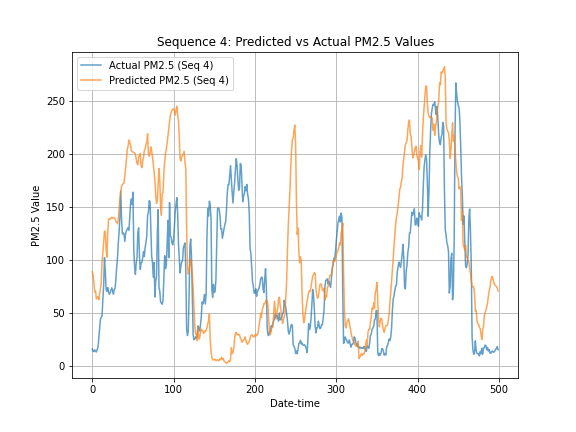 Sequence 4: Predicted vs Actual PM2.5 Values
Actual PM2.5 (Seq 4)
Predicted PM2.5 (Seq 4)
PM2.5 Value
250
200
150
100
50
0
0 100 200 300 400 500
Date-time